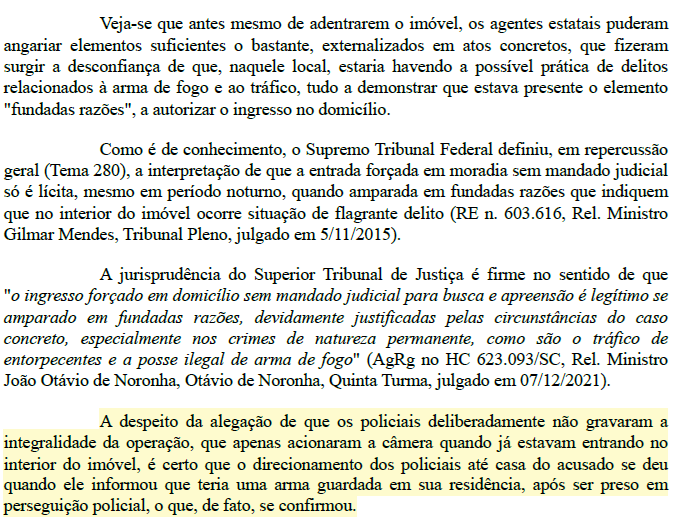 Veja-se que antes mesmo de adentrarem o imóvel, os agentes estatais puderam
angariar elementos suficientes o bastante, externalizados em atos concretos, que fizeram
surgir a desconfiança de que, naquele local, estaria havendo a possível prática de delitos
relacionados à arma de fogo e ao tráfico, tudo a demonstrar que estava presente o elemento
"fundadas razões", a autorizar o ingresso no domicílio.
Como é de conhecimento, o Supremo Tribunal Federal definiu, em repercussão
geral (Tema 280), a interpretação de que a entrada forçada em moradia sem mandado judicial
só é lícita, mesmo em período noturno, quando amparada em fundadas razões que indiquem
que no interior do imóvel ocorre situação de flagrante delito (RE n. 603.616, Rel. Ministro
Gilmar Mendes, Tribunal Pleno, julgado em 5/11/2015).
A jurisprudência do Superior Tribunal de Justiça é firme no sentido de que
"o ingresso forçado em domicílio sem mandado judicial para busca e apreensão é legítimo se
amparado em fundadas razões, devidamente justificadas pelas circunstâncias do caso
concreto, especialmente nos crimes de natureza permanente, como são o tráfico de
entorpecentes e a posse ilegal de arma de fogo" (AgRg no HC 623.093/SC, Rel. Ministro
João Otávio de Noronha, Otávio de Noronha, Quinta Turma, julgado em 07/12/2021).
A despeito da alegação de que os policiais deliberadamente não gravaram a
integralidade da operação, que apenas acionaram a câmera quando já estavam entrando no
interior do imóvel, é certo que o direcionamento dos policiais até casa do acusado se deu
quando ele informou que teria uma arma guardada em sua residência, após ser preso em
perseguição policial, o que, de fato, se confirmou.